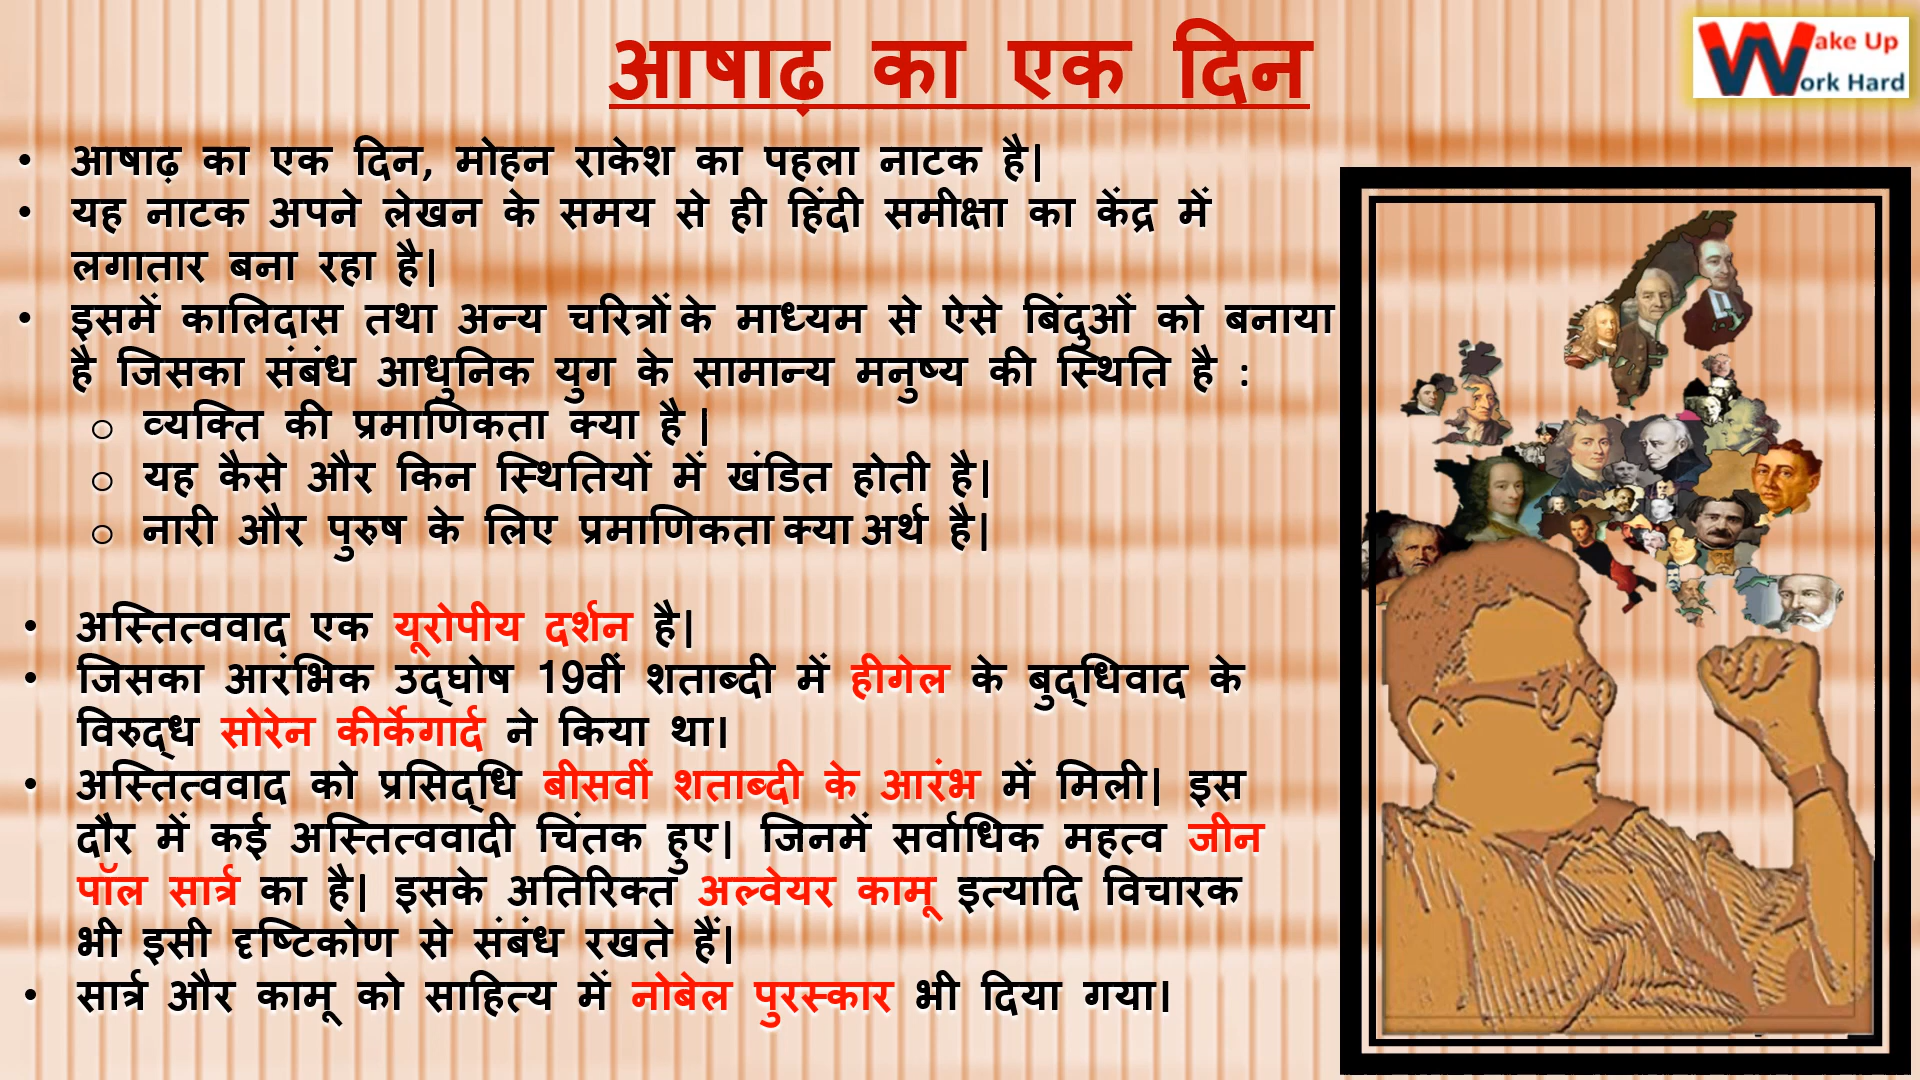 आषाढ़ का एक दिन
Wake Up
Work Hard
• आषाढ़ का एक दिन, मोहन राकेश का पहला नाटक है|
• यह नाटक अपने लेखन के समय से ही हिंदी समीक्षा का केंद्र में
लगातार बना रहा है|
• इसमें कालिदास तथा अन्य चरित्रों के माध्यम से ऐसे बिंदुओं को बनाया
है जिसका संबंध आधुनिक युग के सामान्य मनुष्य की स्थिति है :
o व्यक्ति की प्रमाणिकता क्या है |
o यह कैसे और किन स्थितियों में खंडित होती है|
o नारी और पुरुष के लिए प्रमाणिकता क्या अर्थ है|
• अस्तित्ववाद एक यूरोपीय दर्शन है|
• जिसका आरंभिक उद्घोष 19वीं शताब्दी में हीगेल के बुद्धिवाद के
विरुद्ध सोरेन कीर्केगार्द ने किया था।
• अस्तित्ववाद को प्रसिद्धि बीसवीं शताब्दी के आरंभ में मिली| इस
दौर में कई अस्तित्ववादी चिंतक हुए| जिनमें सर्वाधिक महत्व जीन
पॉल सार्त्र का है| इसके अतिरिक्त अल्वेयर कामू इत्यादि विचारक
भी इसी दृष्टिकोण से संबंध रखते हैं|
• सार्त्र और कामू को साहित्य में नोबेल पुरस्कार भी दिया गया।